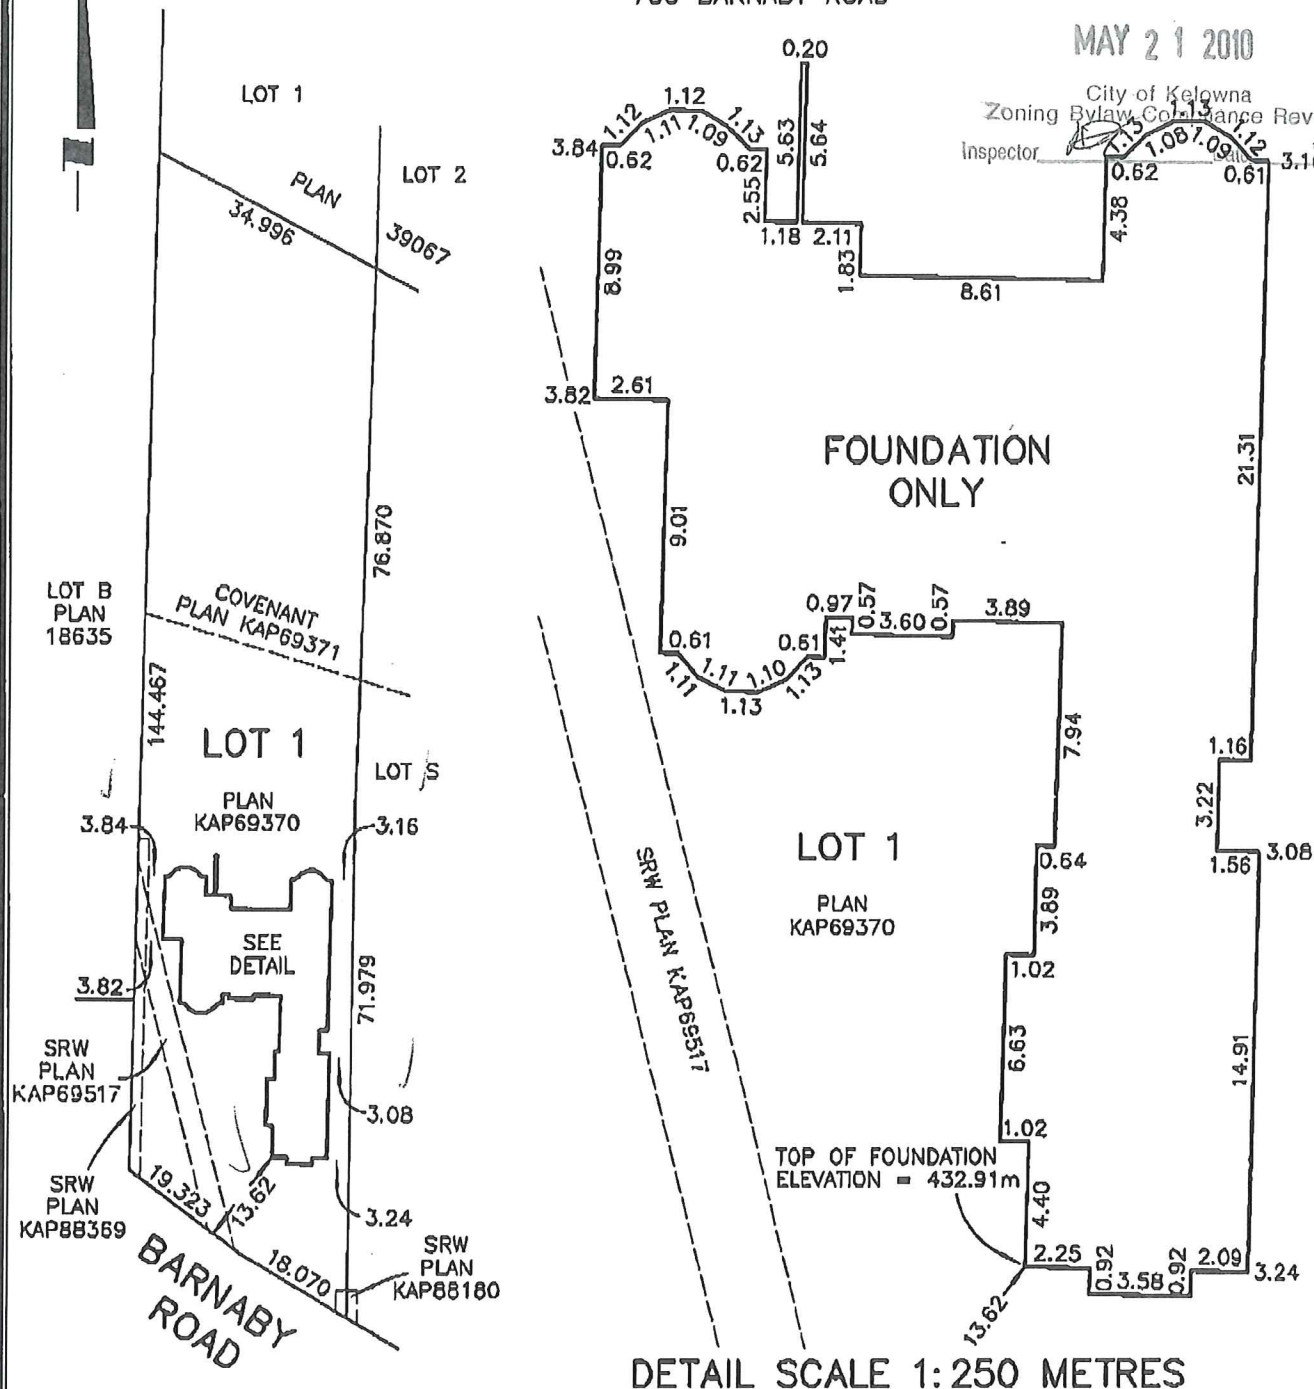 MAY 2 1 2010
City of Kelowna
Inspector
LOT 1
PLAN
34.996
LOT 2
39067
76.870
COVENANT
PLAN KAP69371
LOT B
PLAN
18635
144.467
LOT 1
PLAN
KAP69370
LOT S
3.84
3.16
SEE
DETAIL
3.82
71.979
SRW
PLAN
KAP69517
3.08
SRW
PLAN
KAP88369
19.323
13.62
3.24
18.070
SRW
PLAN
KAP88180
BARNABY
ROAD
0.20
3.84
0.62
1.12
1.11
1.12
1.09
1.13
0.62
2.55
1.18
5.63
5.64
2.11
1.83
8.61
4.38
0.62
1.13
1.08
1.13
1.09
1.12
0.61
8.99
3.82
2.61
9.01
FOUNDATION
ONLY
21.31
0.61
1.11
1.11
1.13
1.10
1.13
0.61
1.41
0.97
0.57
3.60
0.57
3.89
7.94
1.16
3.22
1.56
3.08
LOT 1
PLAN
KAP69370
0.64
3.89
1.02
6.63
1.02
SRW PLAN KAP69517
14.91
TOP OF FOUNDATION
ELEVATION = 432.91m
4.40
2.25
0.92
3.58
0.92
2.09
3.24
13.62
DETAIL SCALE 1:250 METRES